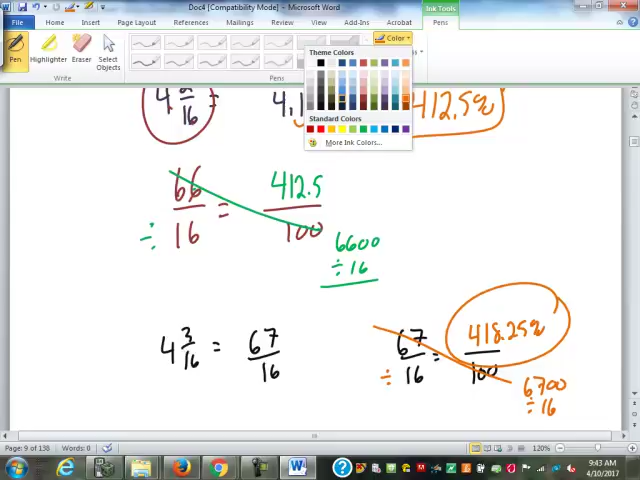 Doc4 [Compatibility Mode] - Microsoft Word
Ink Tools
File Home Insert Page Layout References Mailings Review View Add-Ins Acrobat Pens
Pen Highlighter Eraser Select Objects
Color
Write Pens
Theme Colors
Standard Colors
More Ink Colors...
4 2/16 = 4.1 412.5%
66/16 = 412.5/100
÷
6600
÷ 16
4 3/16 = 67/16
67/16 = 418.25%/100
÷
6700
÷ 16
Page: 9 of 138 Words: 0 120%
9:43 AM
4/10/2017